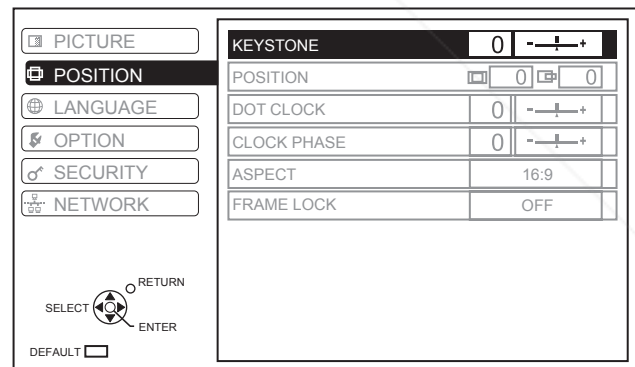 PICTURE
POSITION
LANGUAGE
OPTION
SECURITY
NETWORK
RETURN
SELECT
ENTER
DEFAULT
KEYSTONE 0 - +
POSITION 0 0
DOT CLOCK 0 - +
CLOCK PHASE 0 - +
ASPECT 16:9
FRAME LOCK OFF